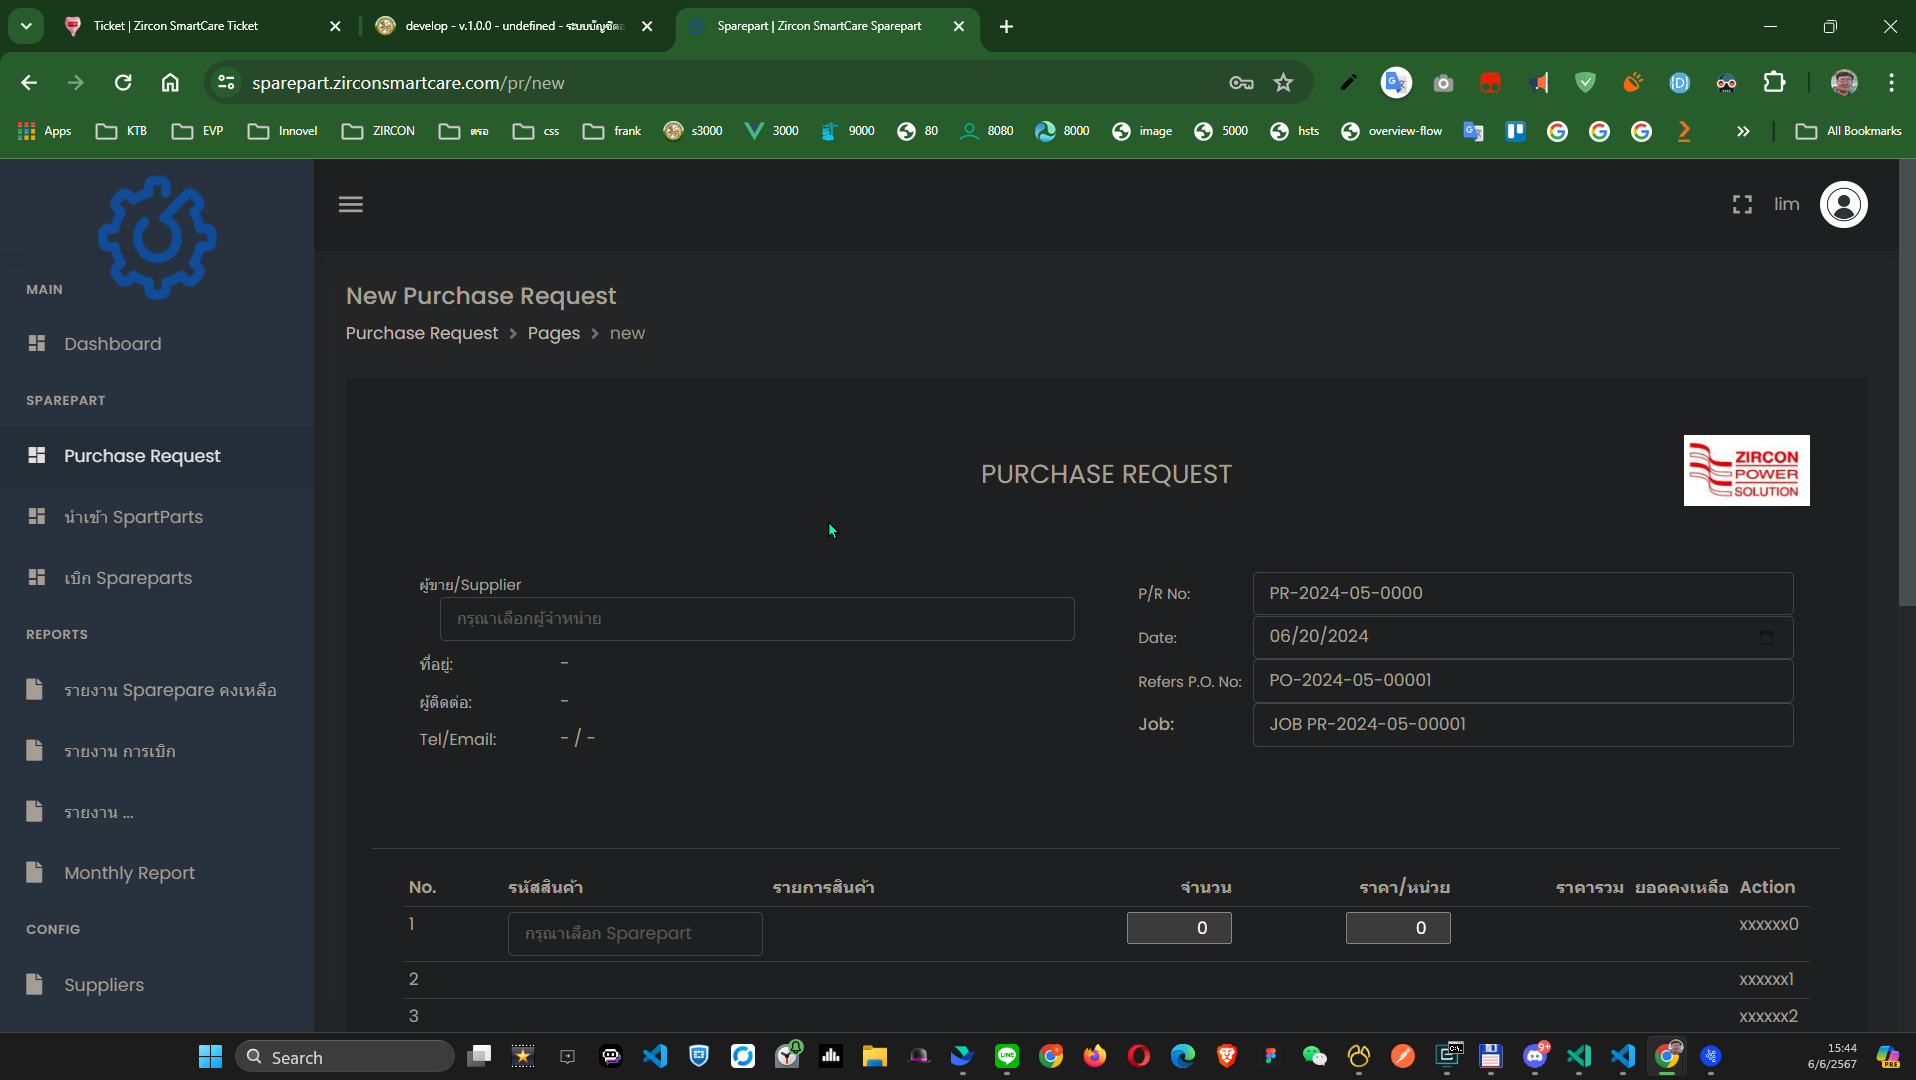 Ticket | Zircon SmartCare Ticket
develop - v.1.0.0 - undefined - ระบบบัญชีดอ
Sparepart | Zircon SmartCare Sparepart
sparepart.zirconsmartcare.com/pr/new
Apps
KTB
EVP
Innovel
ZIRCON
ตรอ
css
frank
s3000
3000
9000
80
8080
8000
image
5000
hsts
overview-flow
All Bookmarks
MAIN
Dashboard
SPAREPART
Purchase Request
นำเข้า SpartParts
เบิก Spareparts
REPORTS
รายงาน Sparepare คงเหลือ
รายงาน การเบิก
รายงาน ...
Monthly Report
CONFIG
Suppliers
lim
New Purchase Request
Purchase Request > Pages > new
PURCHASE REQUEST
ZIRCON
POWER
SOLUTION
ผู้ขาย/Supplier
กรุณาเลือกผู้จำหน่าย
ที่อยู่: -
ผู้ติดต่อ: -
Tel/Email: - / -
P/R No: PR-2024-05-0000
Date: 06/20/2024
Refers P.O. No: PO-2024-05-00001
Job: JOB PR-2024-05-00001
No. รหัสสินค้า รายการสินค้า จำนวน ราคา/หน่วย ราคารวม ยอดคงเหลือ Action
1 กรุณาเลือก Sparepart 0 0 xxxxxx0
2 xxxxxx1
3 xxxxxx2
Search
9+
PRE
15:44
6/6/2567